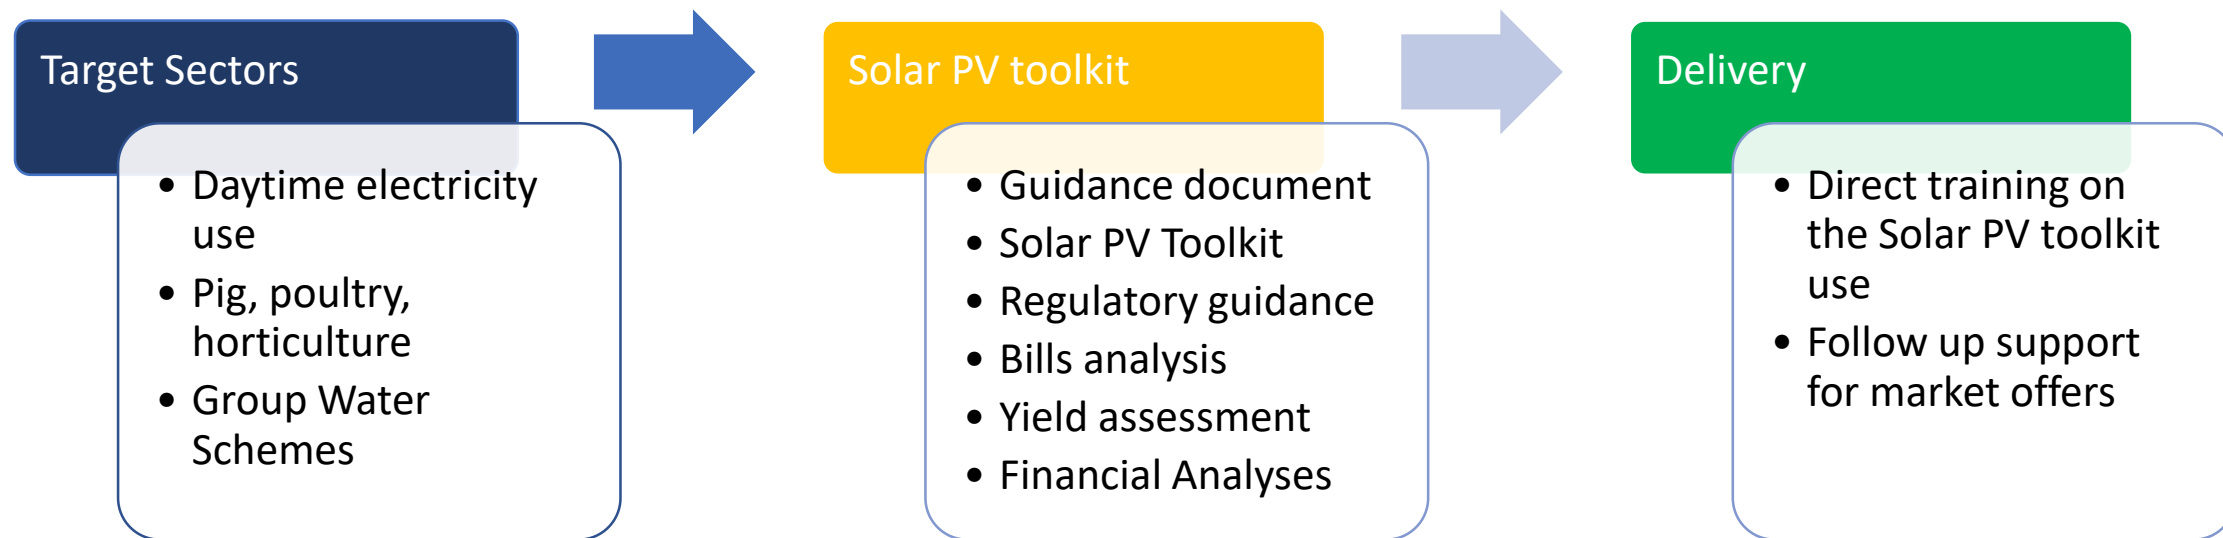 Target Sectors
• Daytime electricity
use
• Pig, poultry,
horticulture
• Group Water
Schemes
Solar PV toolkit
• Guidance document
• Solar PV Toolkit
• Regulatory guidance
• Bills analysis
• Yield assessment
• Financial Analyses
Delivery
• Direct training on
the Solar PV toolkit
use
• Follow up support
for market offers